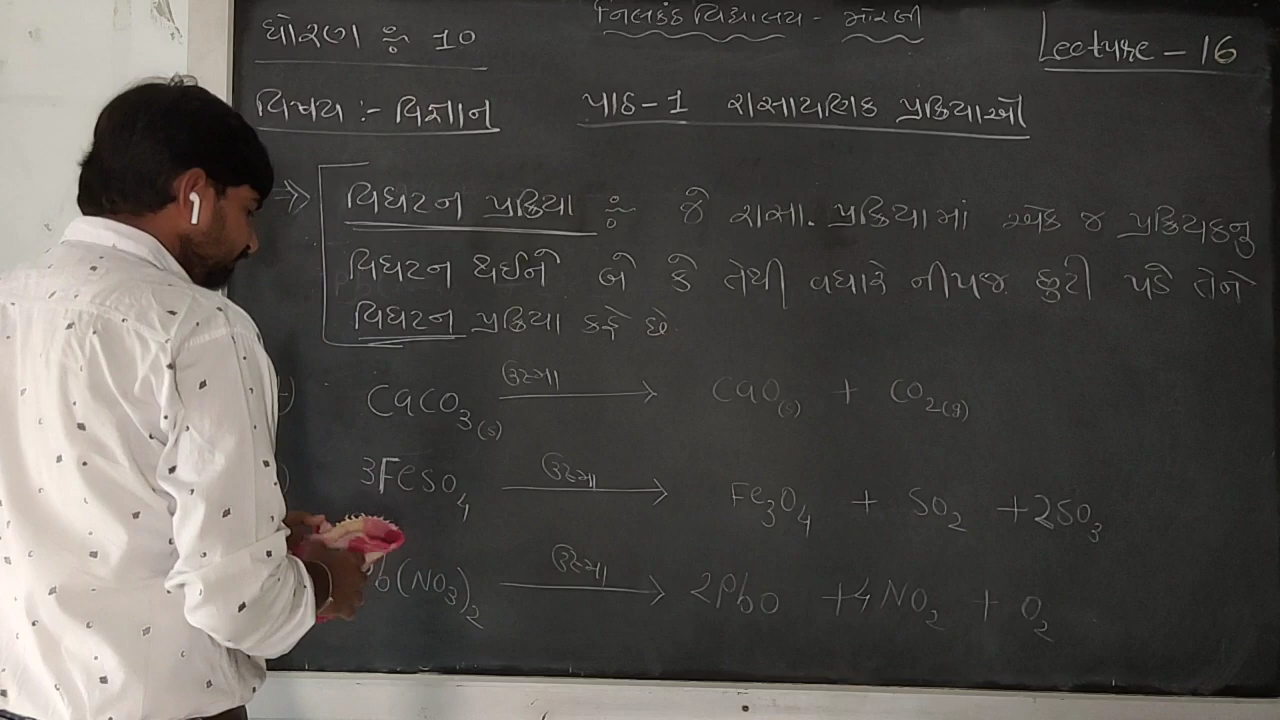 નિલકંઠ વિદ્યાલય - મોરબી
ધોરણ ÷ 10
Lecture - 16
વિષય :- વિજ્ઞાન પાઠ-1 રાસાયણિક પ્રક્રિયાઓ
વિઘટન પ્રક્રિયા ÷ જે રાસા. પ્રક્રિયામાં એક જ પ્રક્રિયકનુ
વિઘટન થઈને બે કે તેથી વધારે નીપજ છુટી પડે તેને
વિઘટન પ્રક્રિયા કહે છે.
CaCO₃(s) ઉષ્મા → CaO(s) + CO₂(g)
3FeSO₄ ઉષ્મા → Fe₃O₄ + SO₂ + 2SO₃
b(NO₃)₂ ઉષ્મા → 2PbO + 4NO₂ + O₂